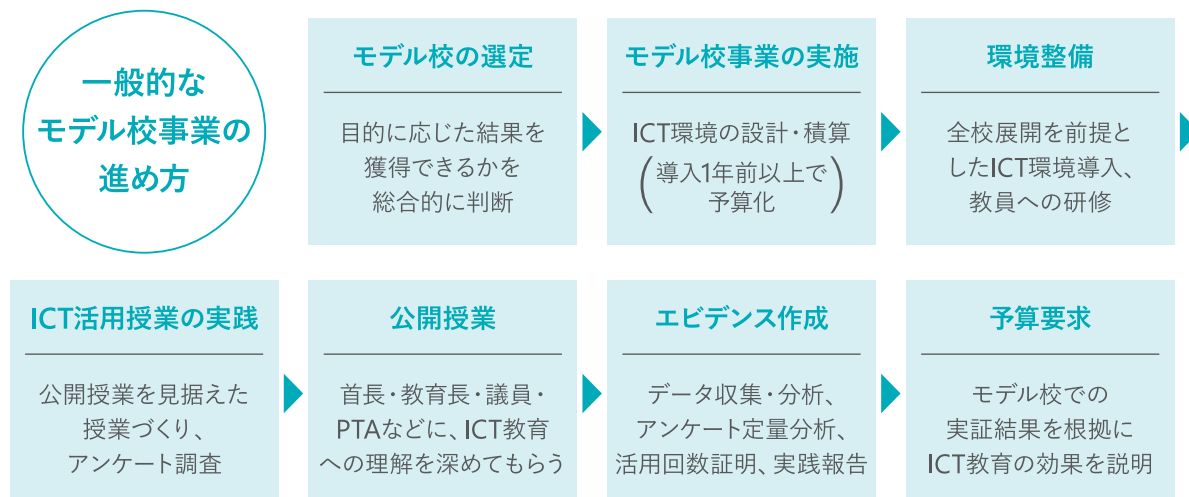 一般的な
モデル校事業の
進め方
モデル校の選定
目的に応じた結果を
獲得できるかを
総合的に判断
モデル校事業の実施
ICT環境の設計・積算
(導入1年前以上で
予算化)
環境整備
全校展開を前提と
したICT環境導入、
教員への研修
ICT活用授業の実践
公開授業を見据えた
授業づくり、
アンケート調査
公開授業
首長・教育長・議員・
PTAなどに、ICT教育
への理解を深めてもらう
エビデンス作成
データ収集・分析、
アンケート定量分析、
活用回数証明、実践報告
予算要求
モデル校での
実証結果を根拠に
ICT教育の効果を説明